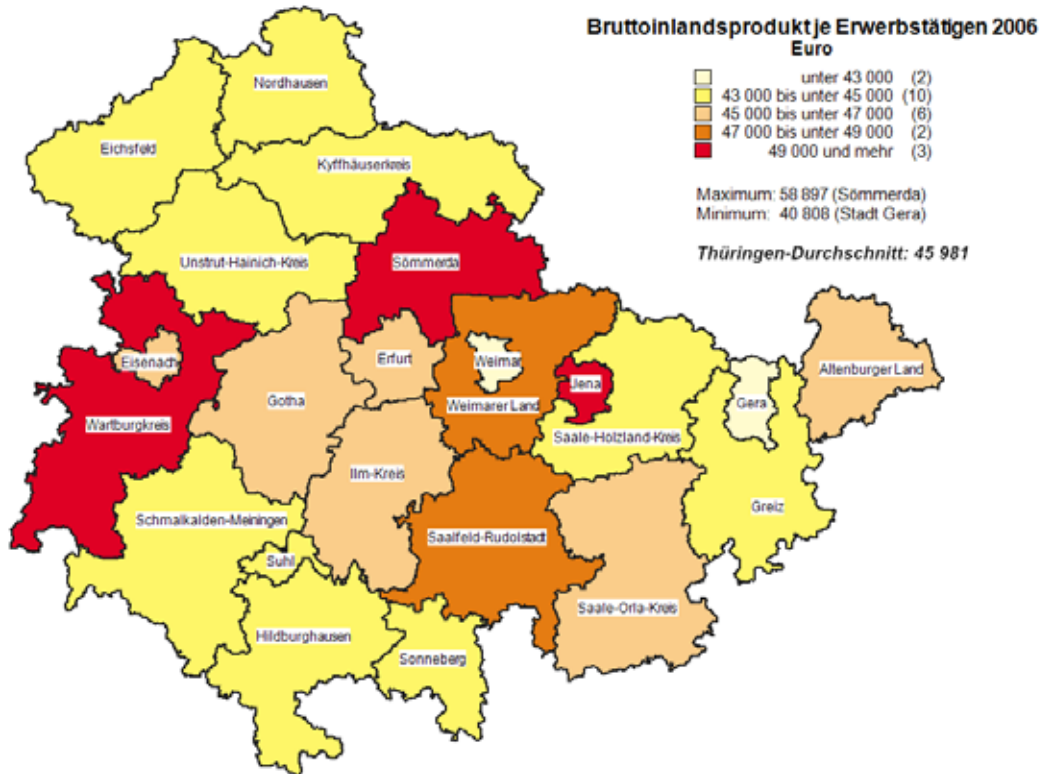 Bruttoinlandsprodukt je Erwerbstätigen 2006
Euro
unter 43 000 (2)
43 000 bis unter 45 000 (10)
45 000 bis unter 47 000 (6)
47 000 bis unter 49 000 (2)
49 000 und mehr (3)
Maximum: 58 897 (Sömmerda)
Minimum: 40 808 (Stadt Gera)
Thüringen-Durchschnitt: 45 981
Nordhausen
Eichsfeld
Kyffhäuserkreis
Unstrut-Hainich-Kreis
Sömmerda
Eisenach
Erfurt
Weimar
Altenburger Land
Jena
Gotha
Gera
Weimarer Land
Wartburgkreis
Saale-Holzland-Kreis
Ilm-Kreis
Greiz
Schmalkalden-Meiningen
Saalfeld-Rudolstadt
Suhl
Saale-Orla-Kreis
Hildburghausen
Sonneberg